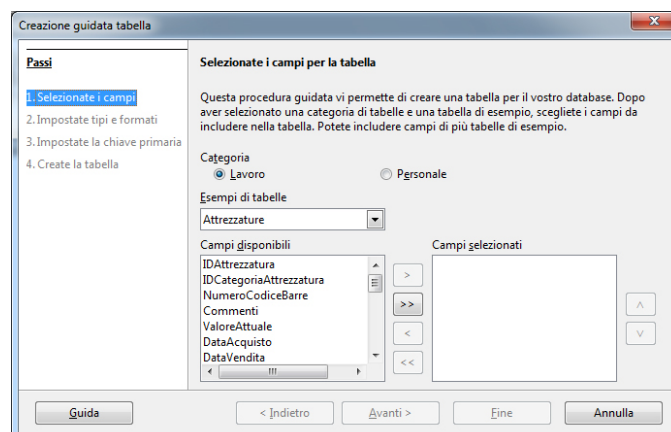 Creazione guidata tabella
Passi
1. Selezionate i campi
2. Impostate tipi e formati
3. Impostate la chiave primaria
4. Create la tabella
Selezionate i campi per la tabella
Questa procedura guidata vi permette di creare una tabella per il vostro database. Dopo
aver selezionato una categoria di tabelle e una tabella di esempio, scegliete i campi da
includere nella tabella. Potete includere campi di più tabelle di esempio.
Categoria
Lavoro
Personale
Esempi di tabelle
Attrezzature
Campi disponibili
Campi selezionati
IDAttrezzatura
IDCategoriaAttrezzatura
NumeroCodiceBarre
Commenti
ValoreAttuale
DataAcquisto
DataVendita
>
>>
<
<<
Guida
< Indietro
Avanti >
Fine
Annulla